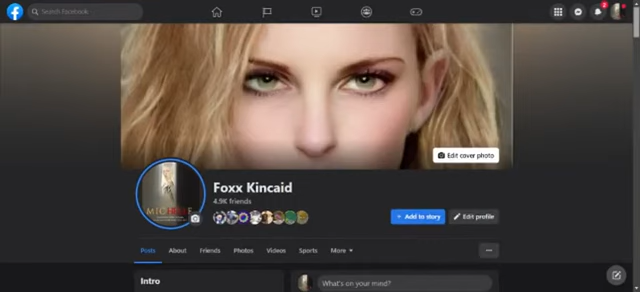 Search Facebook
2
Edit cover photo
Foxx Kincaid
4.9K friends
+ Add to story
Edit profile
Posts About Friends Photos Videos Sports More
Intro
What's on your mind?